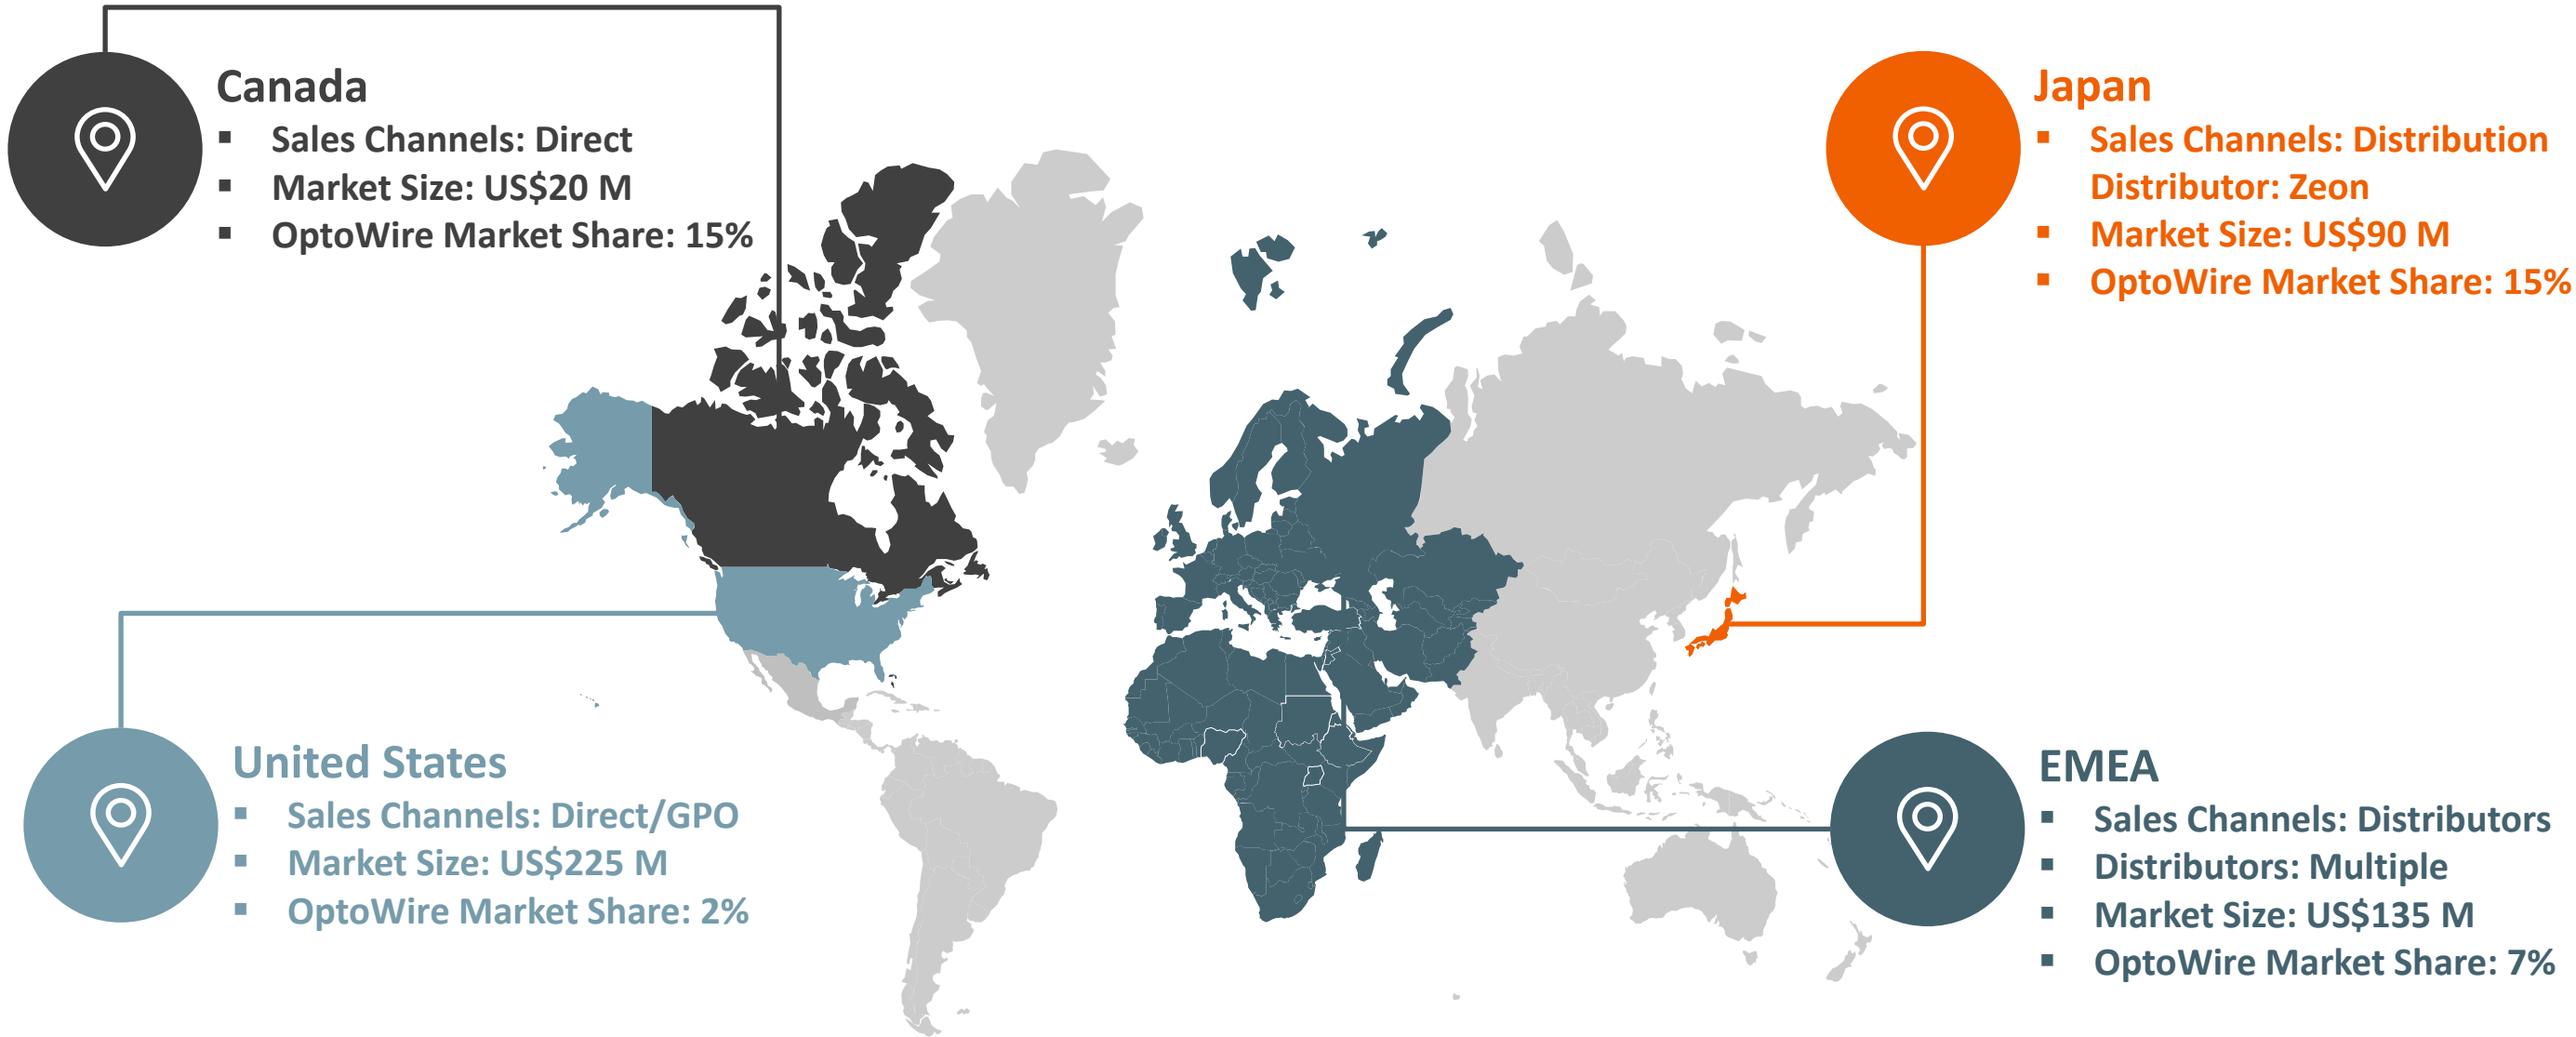 Canada
▪ Sales Channels: Direct
▪ Market Size: US$20 M
▪ OptoWire Market Share: 15%
Japan
▪ Sales Channels: Distribution
Distributor: Zeon
▪ Market Size: US$90 M
▪ OptoWire Market Share: 15%
United States
▪ Sales Channels: Direct/GPO
▪ Market Size: US$225 M
▪ OptoWire Market Share: 2%
EMEA
▪ Sales Channels: Distributors
▪ Distributors: Multiple
▪ Market Size: US$135 M
▪ OptoWire Market Share: 7%